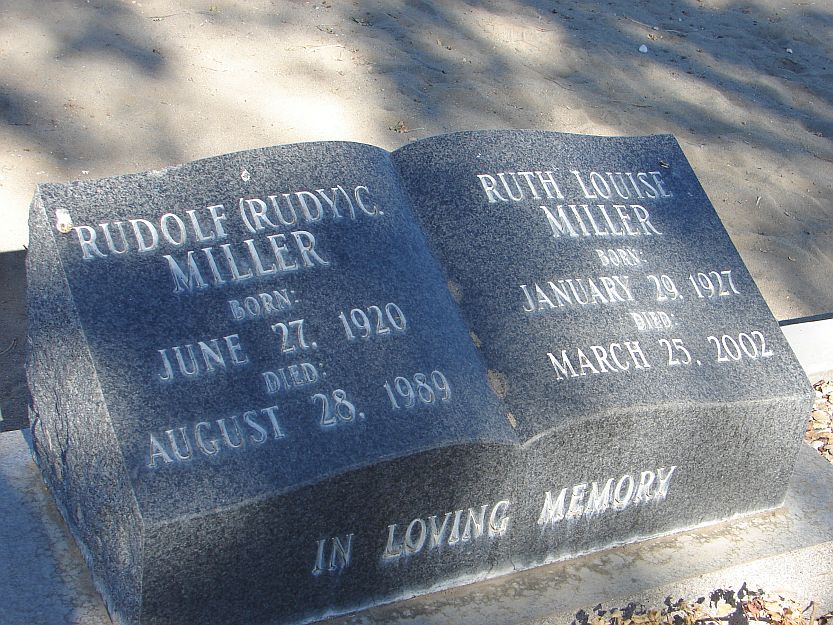 RUDOLF (RUDY) C.
MILLER
BORN:
JUNE 27, 1920
DIED:
AUGUST 28, 1989
RUTH LOUISE
MILLER
BORN:
JANUARY 29, 1927
DIED:
MARCH 25, 2002
IN LOVING MEMORY